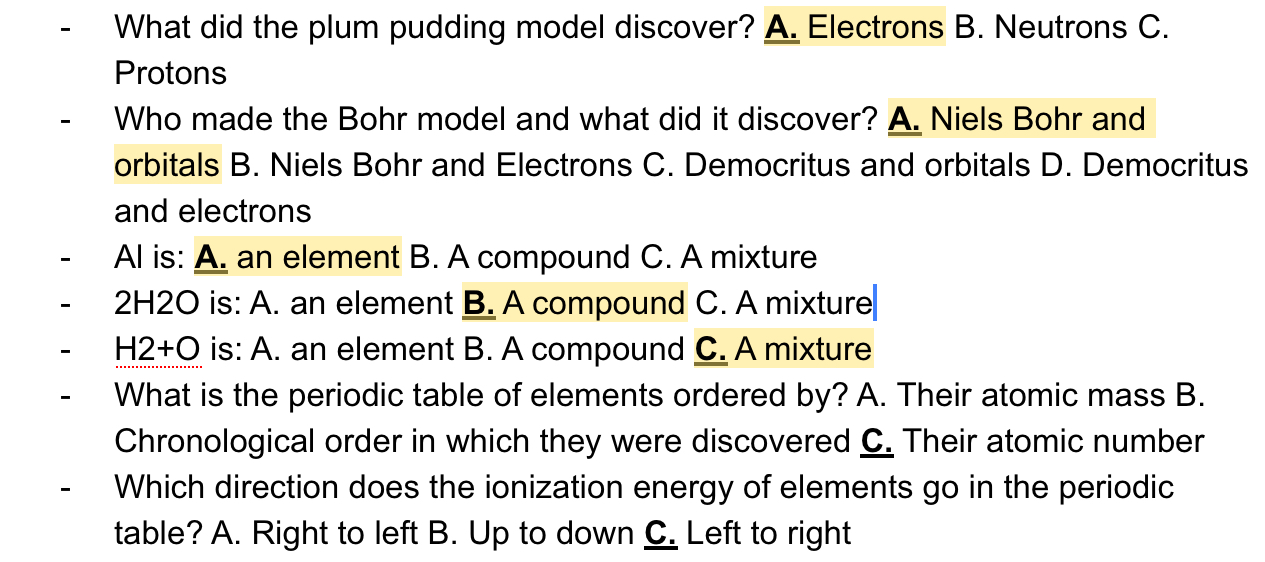 - What did the plum pudding model discover? A. Electrons B. Neutrons C.
Protons
- Who made the Bohr model and what did it discover? A. Niels Bohr and
orbitals B. Niels Bohr and Electrons C. Democritus and orbitals D. Democritus
and electrons
- Al is: A. an element B. A compound C. A mixture
- 2H2O is: A. an element B. A compound C. A mixture
- H2+O is: A. an element B. A compound C. A mixture
- What is the periodic table of elements ordered by? A. Their atomic mass B.
Chronological order in which they were discovered C. Their atomic number
- Which direction does the ionization energy of elements go in the periodic
table? A. Right to left B. Up to down C. Left to right